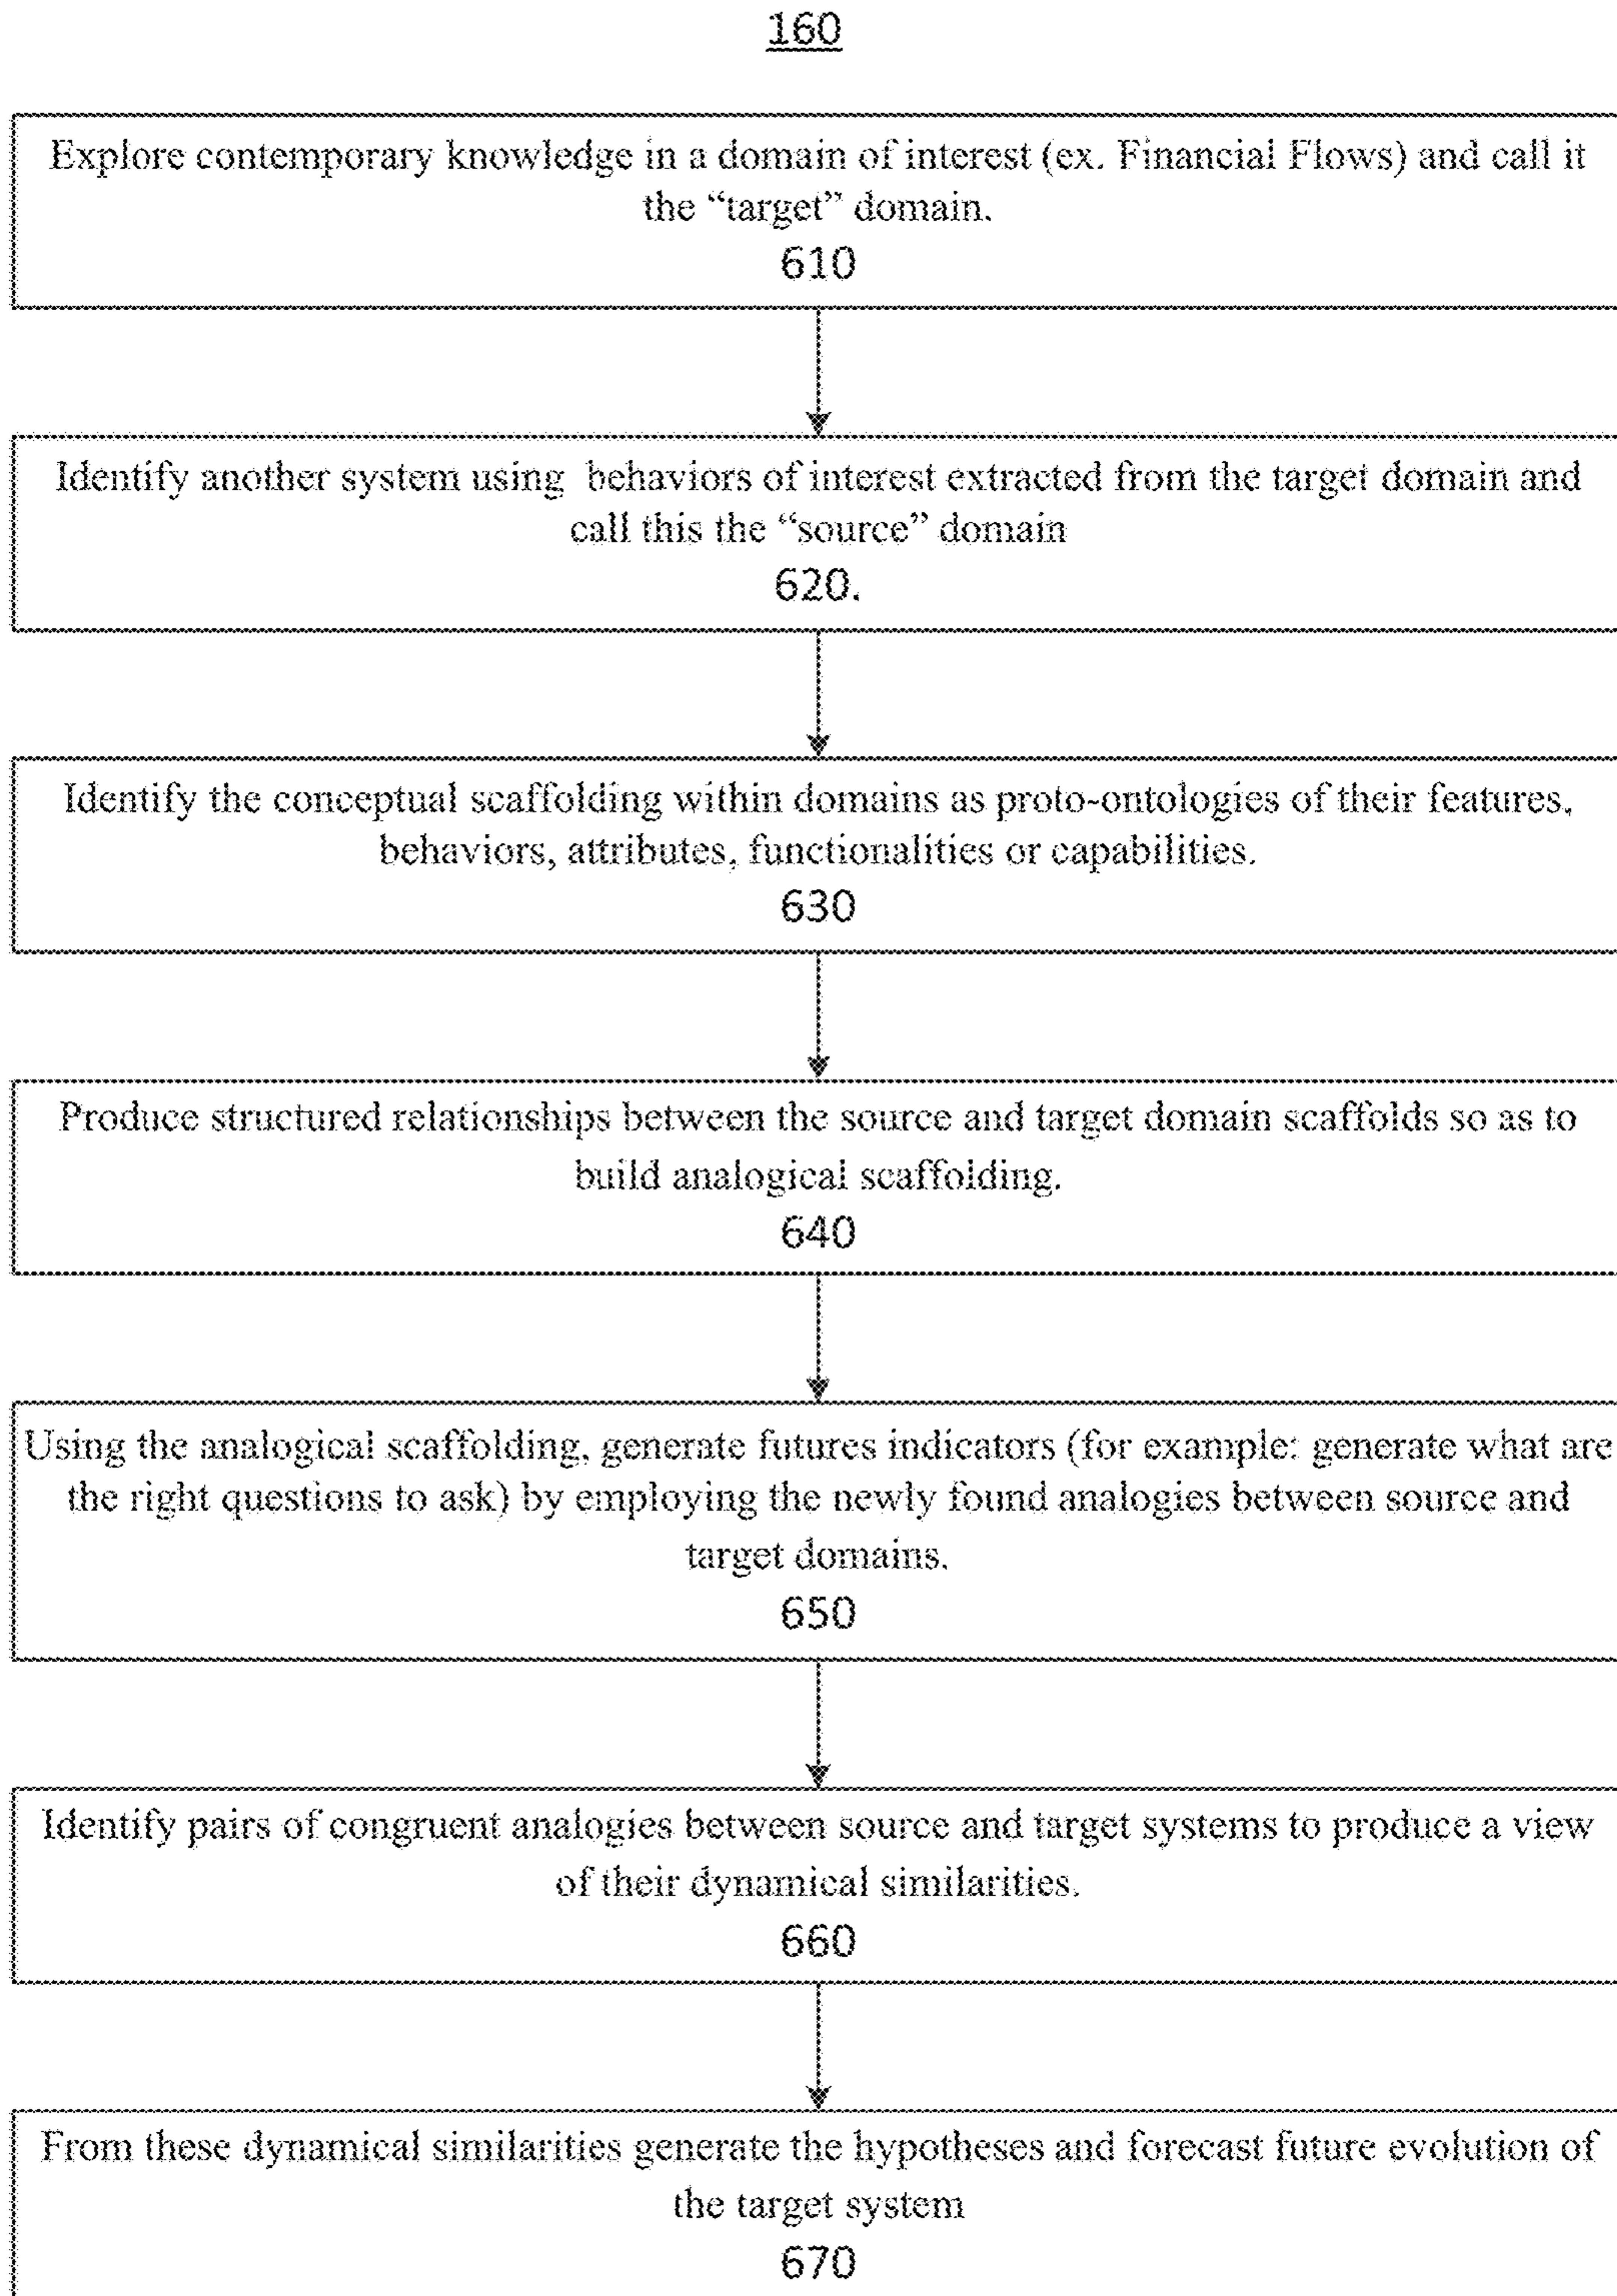 160
Explore contemporary knowledge in a domain of interest (ex. Financial Flows) and call it
the “target” domain.
610
Identify another system using behaviors of interest extracted from the target domain and
call this the “source” domain
620.
Identify the conceptual scaffolding within domains as proto-ontologies of their features,
behaviors, attributes, functionalities or capabilities.
630
Produce structured relationships between the source and target domain scaffolds so as to
build analogical scaffolding.
640
Using the analogical scaffolding, generate futures indicators (for example: generate what are
the right questions to ask) by employing the newly found analogies between source and
target domains.
650
Identify pairs of congruent analogies between source and target systems to produce a view
of their dynamical similarities.
660
From these dynamical similarities generate the hypotheses and forecast future evolution of
the target system
670